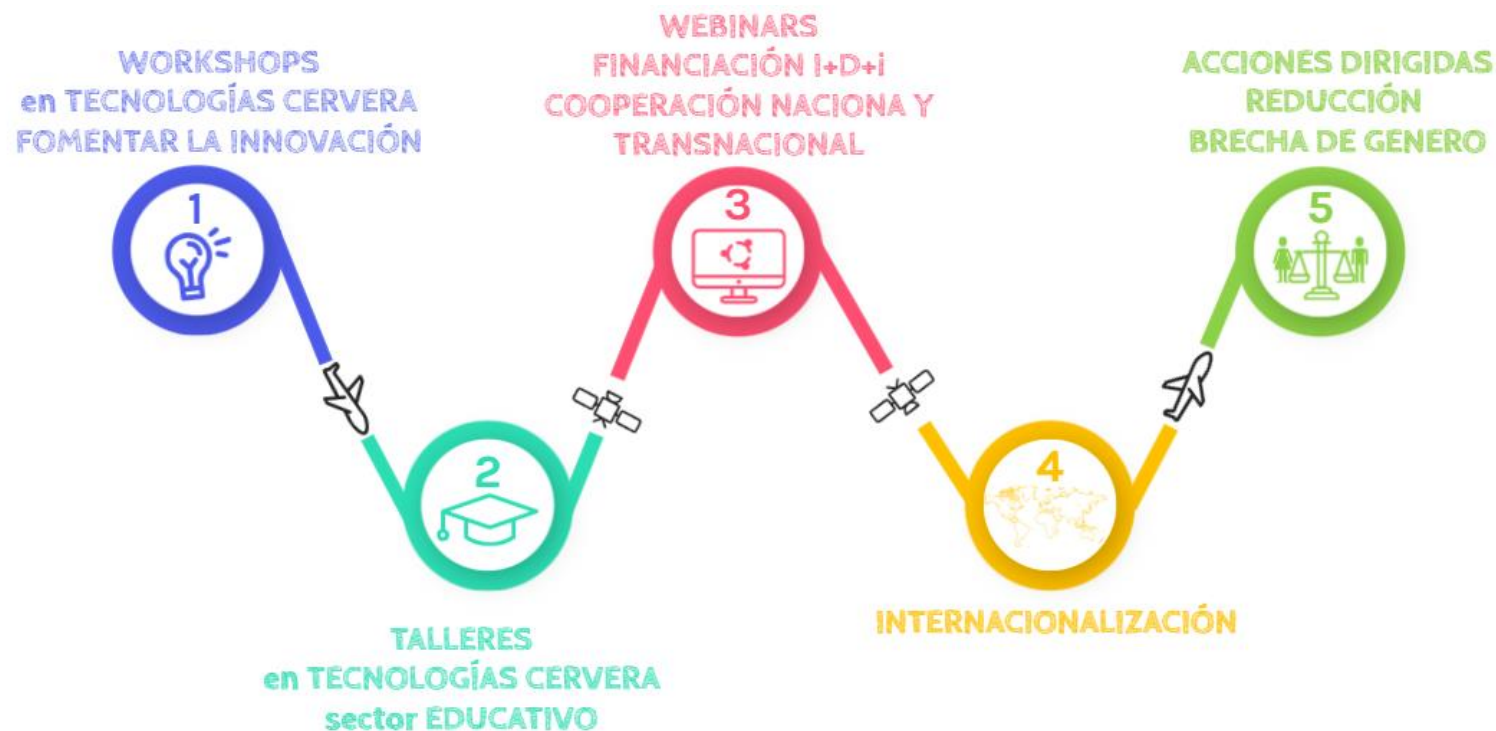 WORKSHOPS
en TECNOLOGÍAS CERVERA
FOMENTAR LA INNOVACIÓN
1
TALLERES
en TECNOLOGÍAS CERVERA
sector EDUCATIVO
2
WEBINARS
FINANCIACIÓN I+D+i
COOPERACIÓN NACIONA Y
TRANSNACIONAL
3
INTERNACIONALIZACIÓN
4
ACCIONES DIRIGIDAS
REDUCCIÓN
BRECHA DE GENERO
5